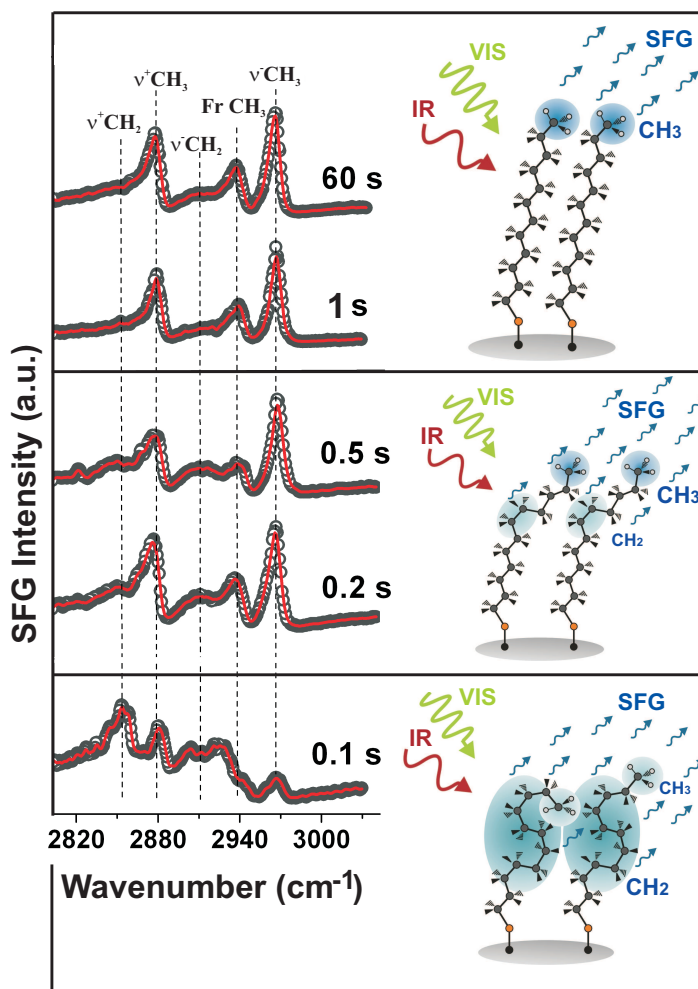 SFG Intensity (a.u.)
ν⁺CH₂
ν⁺CH₃
ν⁻CH₂
Fr CH₃
ν⁻CH₃
60 s
1 s
VIS
IR
SFG
CH₃
0.5 s
0.2 s
VIS
IR
SFG
CH₃
CH₂
0.1 s
VIS
IR
SFG
CH₃
CH₂
2820 2880 2940 3000
Wavenumber (cm⁻¹)